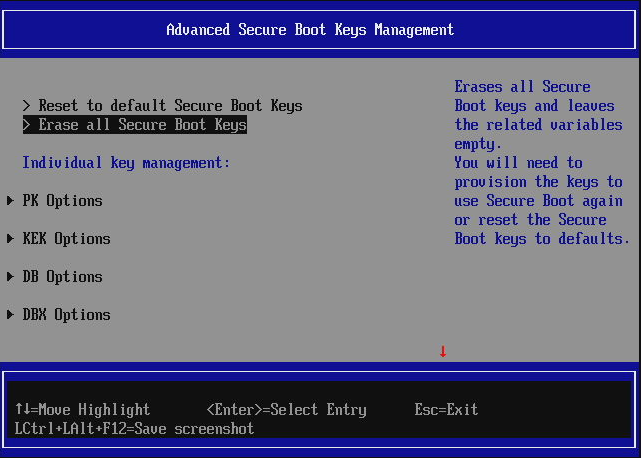 Advanced Secure Boot Keys Management
> Reset to default Secure Boot Keys
> Erase all Secure Boot Keys
Individual key management:
▶ PK Options
▶ KEK Options
▶ DB Options
▶ DBX Options
Erases all Secure
Boot keys and leaves
the related variables
empty.
You will need to
provision the keys to
use Secure Boot again
or reset the Secure
Boot keys to defaults.
↓
↑↓=Move Highlight <Enter>=Select Entry Esc=Exit
LCtrl+LAlt+F12=Save screenshot